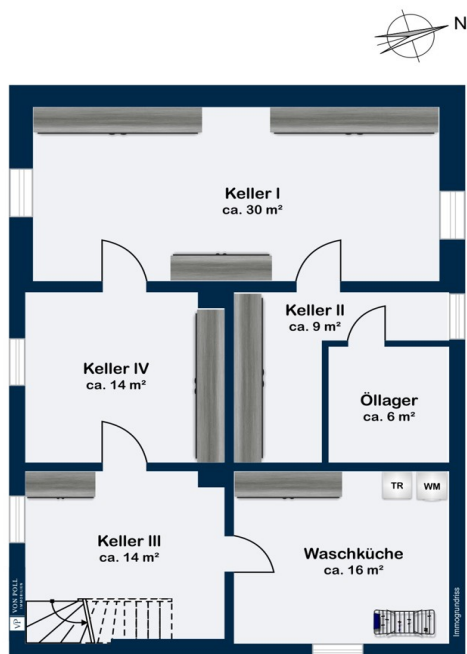 N
Keller I
ca. 30 m²
Keller II
ca. 9 m²
Keller IV
ca. 14 m²
Öllager
ca. 6 m²
TR
WM
Keller III
ca. 14 m²
Waschküche
ca. 16 m²
VP VON POLL
IMMOBILIEN
Immogrundriss